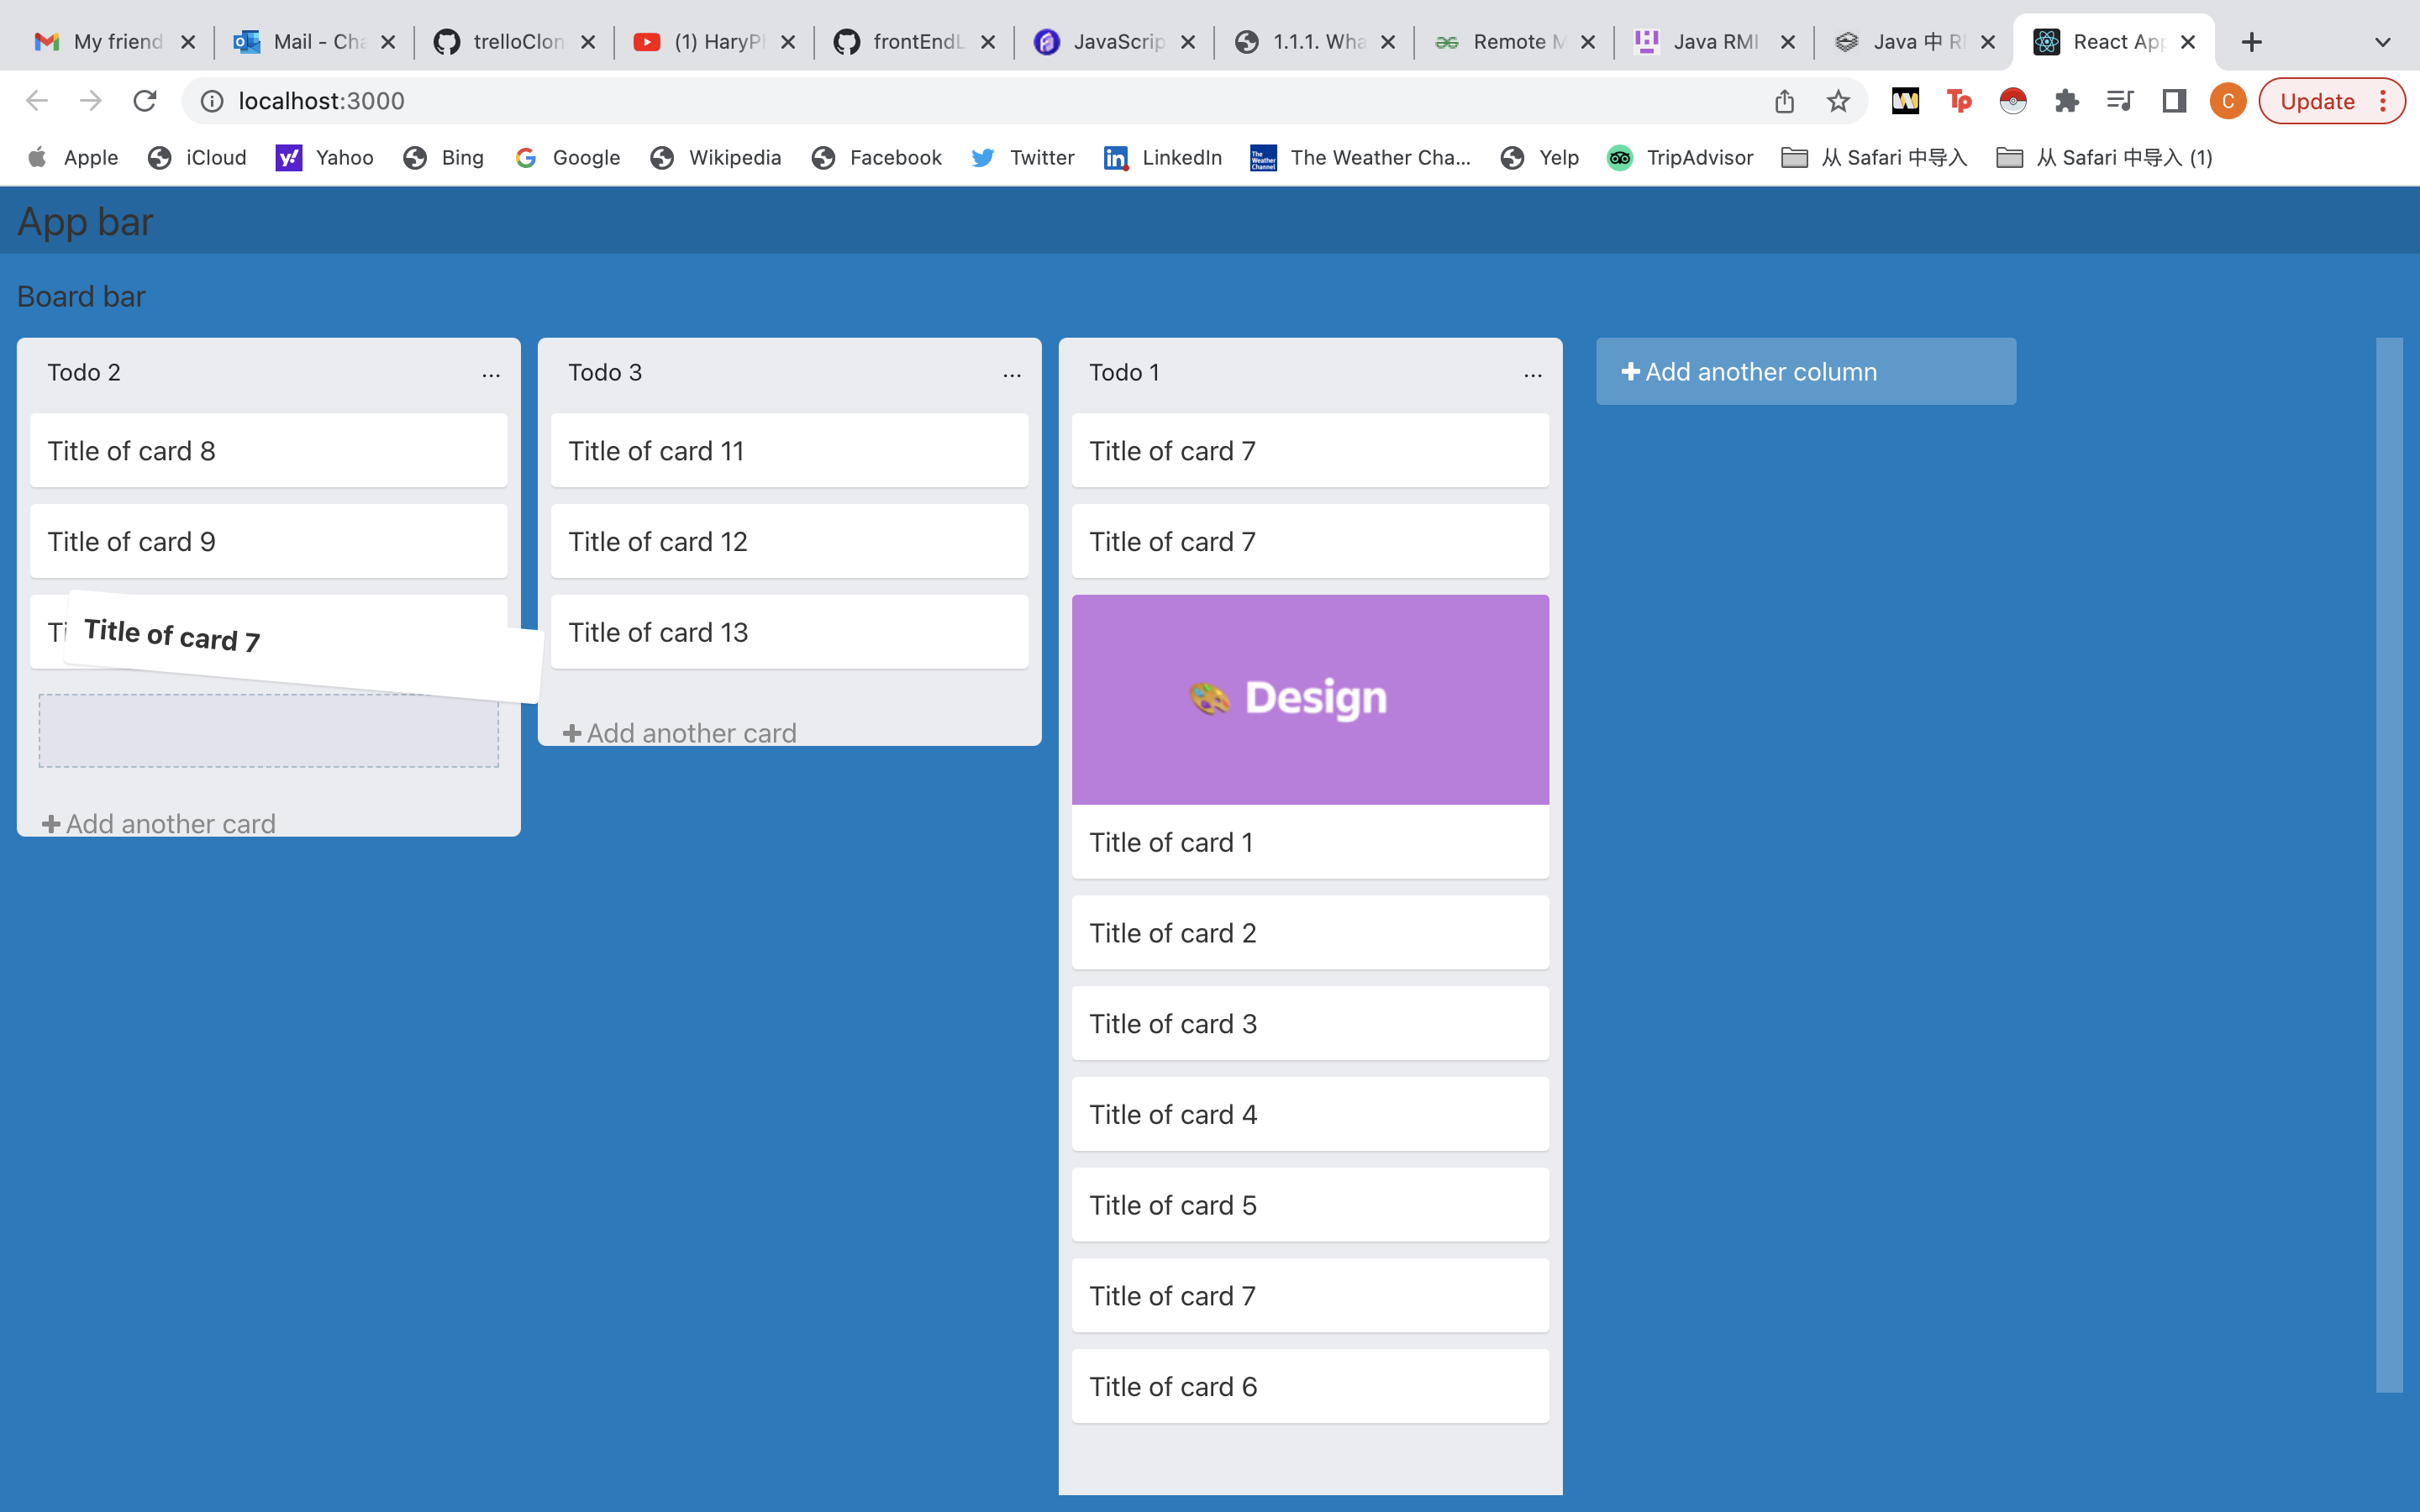 My friend
Mail - Cha
trelloClon
(1) HaryPl
frontEndL
JavaScrip
1.1.1. Wha
Remote M
Java RMI
Java 中 RM
React App
localhost:3000
C
Update
Apple
iCloud
Yahoo
Bing
Google
Wikipedia
Facebook
Twitter
LinkedIn
The Weather Cha...
Yelp
TripAdvisor
从 Safari 中导入
从 Safari 中导入 (1)
App bar
Board bar
Todo 2
...
Title of card 8
Title of card 9
Ti
Title of card 7
Add another card
Todo 3
...
Title of card 11
Title of card 12
Title of card 13
Add another card
Todo 1
...
Title of card 7
Title of card 7
Design
Title of card 1
Title of card 2
Title of card 3
Title of card 4
Title of card 5
Title of card 7
Title of card 6
Add another column